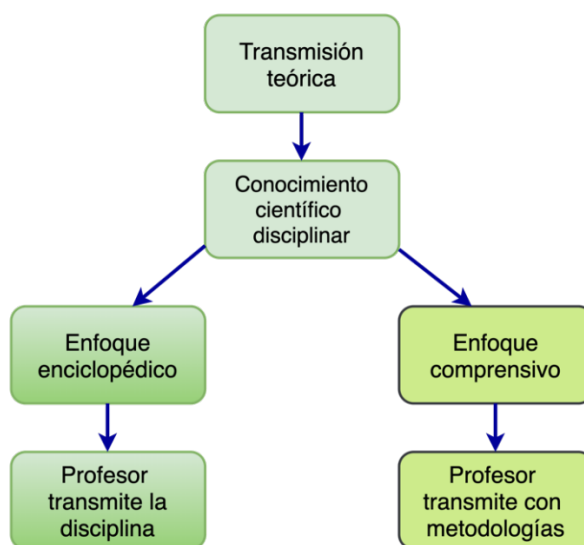 Transmisión
teórica
Conocimiento
científico
disciplinar
Enfoque
enciclopédico
Enfoque
comprensivo
Profesor
transmite la
disciplina
Profesor
transmite con
metodologías